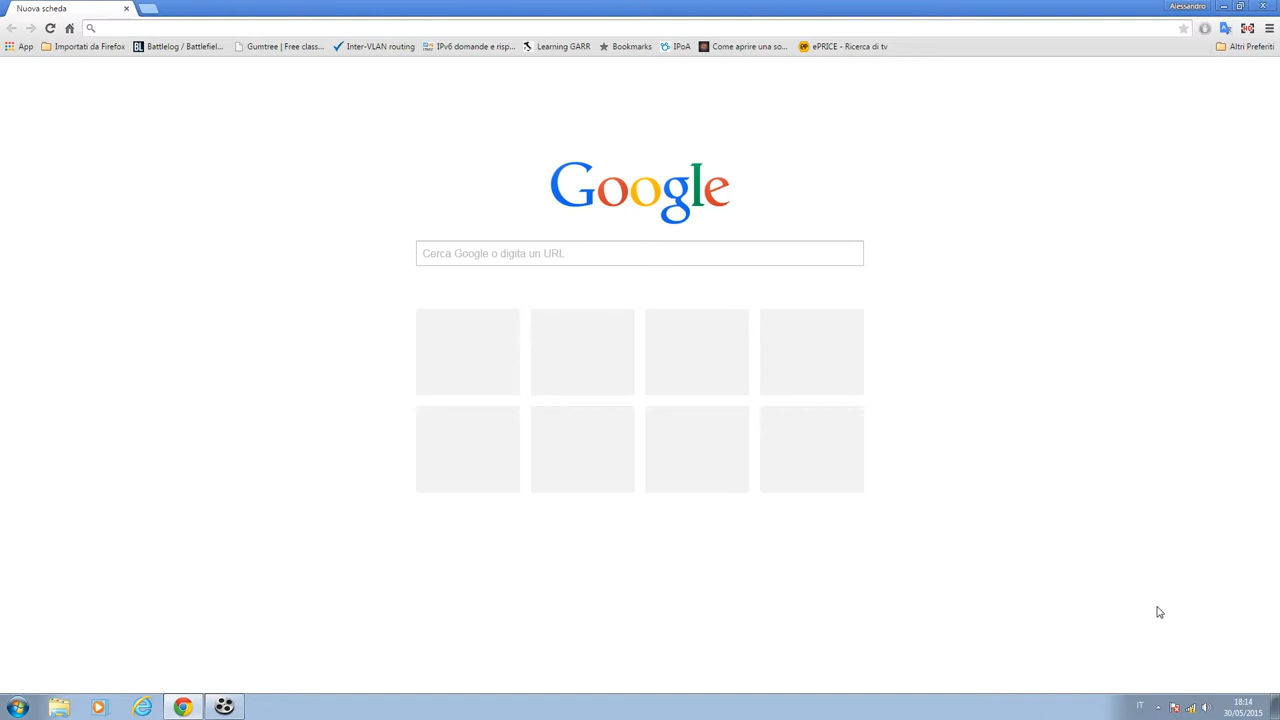 Nuova scheda
Alessandro
App
Importati da Firefox
Battlelog / Battlefiel...
Gumtree | Free class...
Inter-VLAN routing
IPv6 domande e risp...
Learning GARR
Bookmarks
IPoA
Come aprire una so...
ePRICE - Ricerca di tv
Altri Preferiti
Google
Cerca Google o digita un URL
IT
18:14
30/05/2015